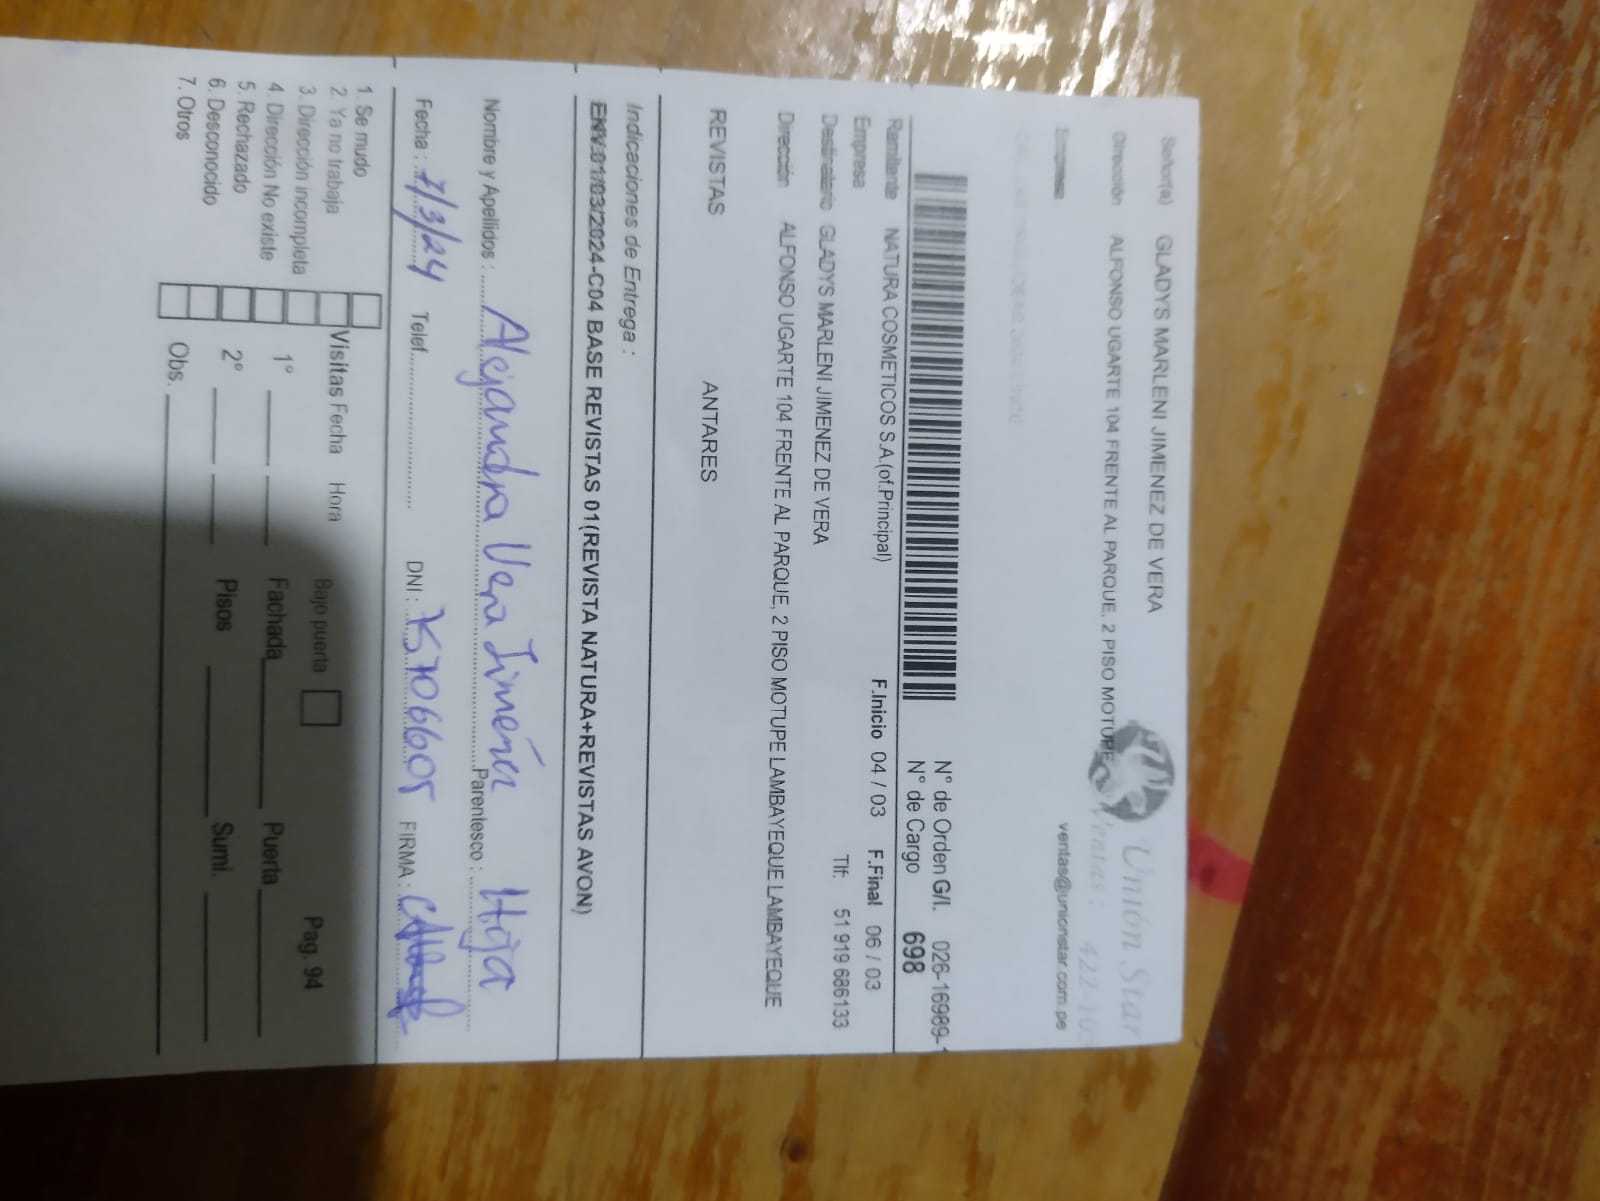 Señor(a) GLADYS MARLENI JIMENEZ DE VERA
Unión Star
Dirección ALFONSO UGARTE 104 FRENTE AL PARQUE, 2 PISO MOTUPE
Ventas : 422-10
Empresa
ventas@unionstar.com.pe
N° de Orden G/I. 026-16989-
N° de Cargo 698
Remitente NATURA COSMETICOS S.A.(of.Principal)
F.Inicio 04 / 03 F.Final 06 / 03
Empresa
Destinatario GLADYS MARLENI JIMENEZ DE VERA
Tlf. 51 919 686133
Dirección ALFONSO UGARTE 104 FRENTE AL PARQUE, 2 PISO MOTUPE LAMBAYEQUE LAMBAYEQUE
REVISTAS ANTARES
Indicaciones de Entrega :
ENV.01/03/2024-C04 BASE REVISTAS 01(REVISTA NATURA+REVISTAS AVON)
Nombre y Apellidos : Alejandra Vera Jiménez Parentesco : Hija
Fecha : 7/3/24 Telef. DNI : 75706605 FIRMA :
1. Se mudo
2. Ya no trabaja
3. Dirección incompleta
4. Dirección No existe
5. Rechazado
6. Desconocido
7. Otros
Visitas Fecha Hora
Bajo puerta
Pag. 94
1° Fachada Puerta
2° Pisos Sumi.
Obs.